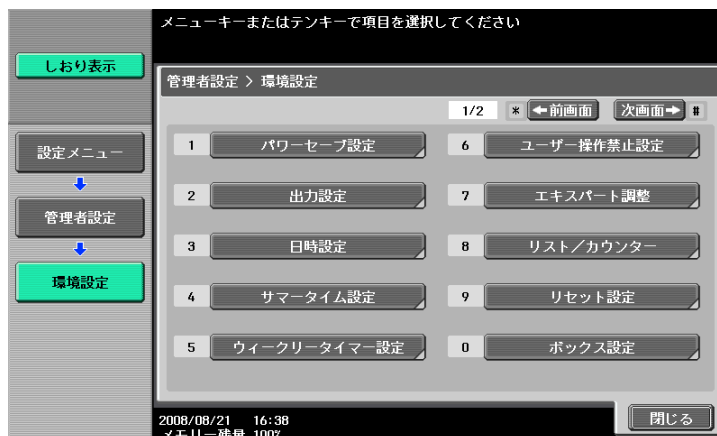 メニューキーまたはテンキーで項目を選択してください
しおり表示
管理者設定 > 環境設定
1/2 * ←前画面 次画面→ #
設定メニュー
管理者設定
環境設定
1 パワーセーブ設定
2 出力設定
3 日時設定
4 サマータイム設定
5 ウィークリータイマー設定
6 ユーザー操作禁止設定
7 エキスパート調整
8 リスト/カウンター
9 リセット設定
0 ボックス設定
2008/08/21 16:38
メモリー残量 100%
閉じる